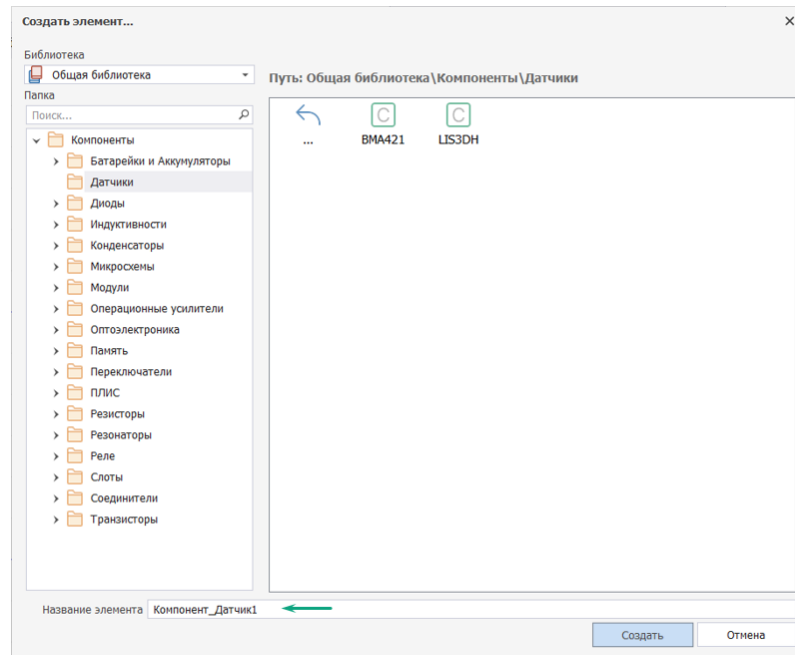 Создать элемент...
Библиотека
Общая библиотека
Папка
Поиск...
Компоненты
Батарейки и Аккумуляторы
Датчики
Диоды
Индуктивности
Конденсаторы
Микросхемы
Модули
Операционные усилители
Оптоэлектроника
Память
Переключатели
ПЛИС
Резисторы
Резонаторы
Реле
Слоты
Соединители
Транзисторы
Путь: Общая библиотека\Компоненты\Датчики
C C
... BMA421 LIS3DH
Название элемента Компонент_Датчик1
Создать Отмена